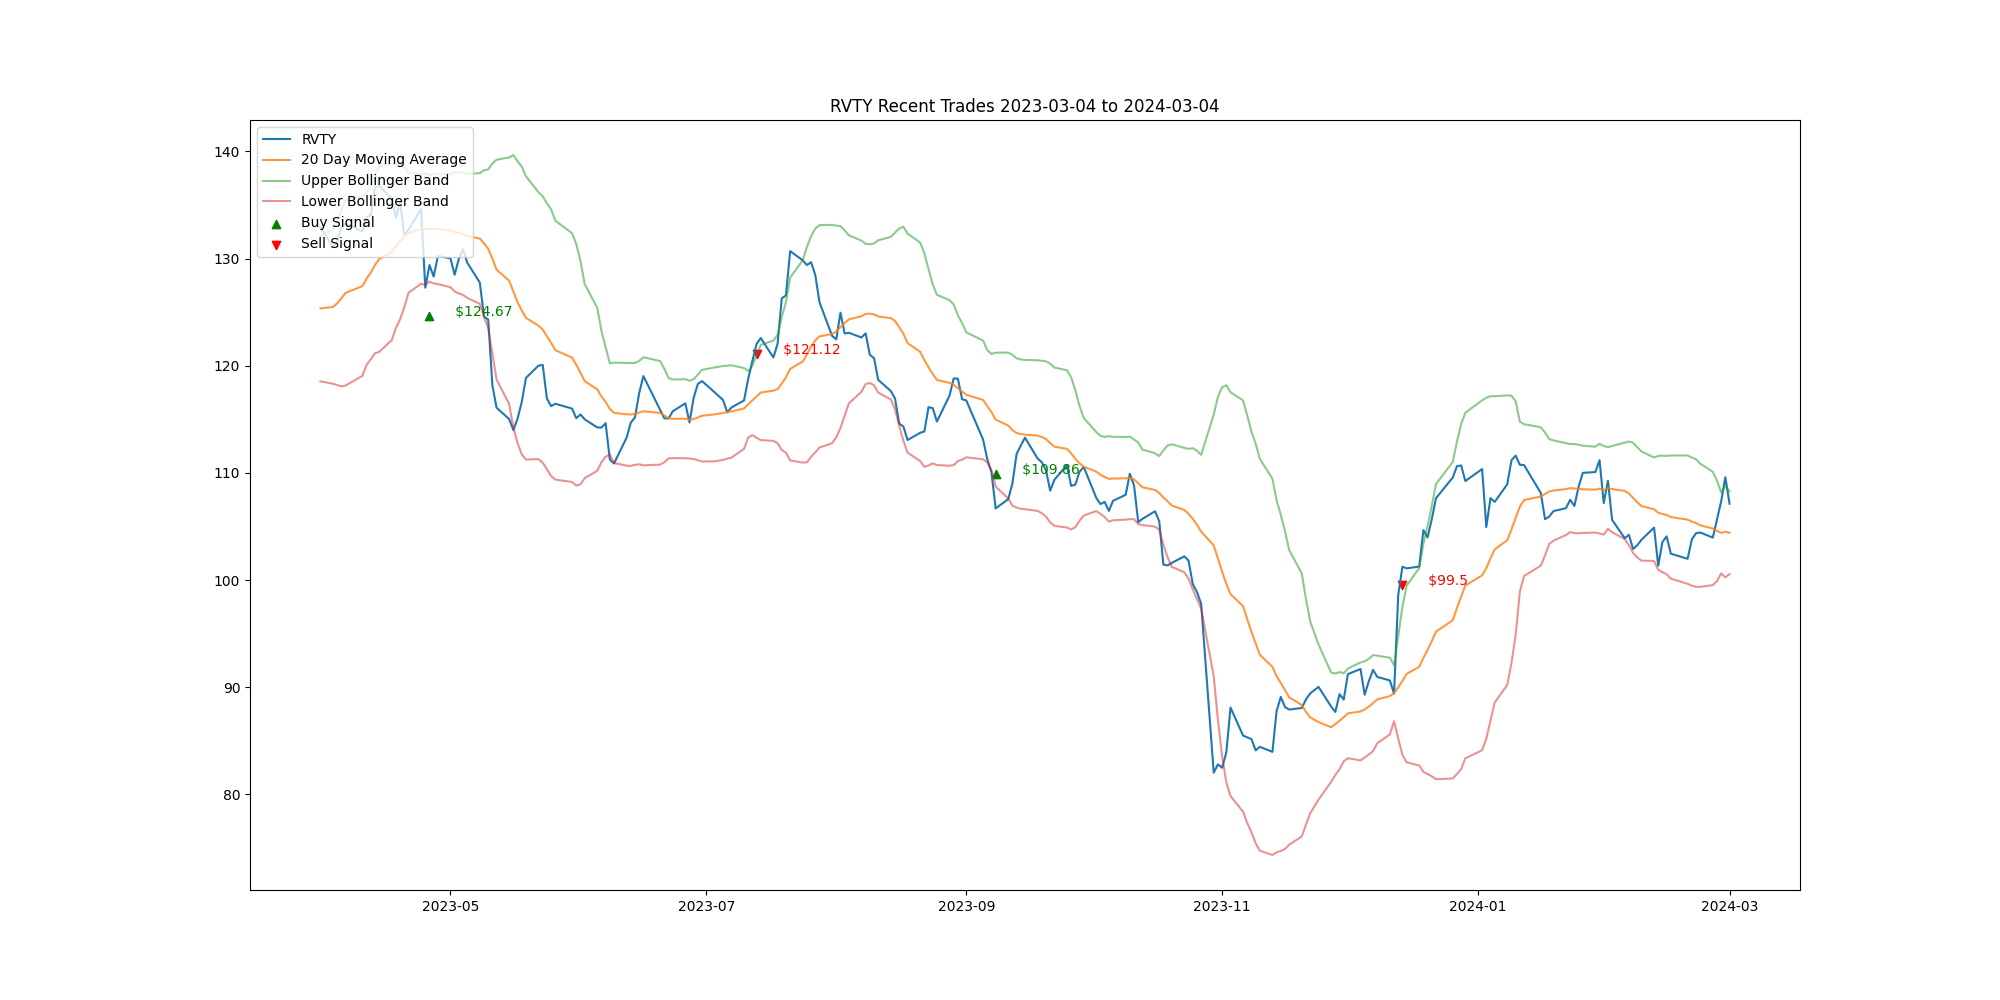 RVTY Recent Trades 2023-03-04 to 2024-03-04
RVTY
20 Day Moving Average
Upper Bollinger Band
Lower Bollinger Band
Buy Signal
Sell Signal
140
130
120
110
100
90
80
$124.67
$121.12
$109.86
$99.5
2023-05
2023-07
2023-09
2023-11
2024-01
2024-03